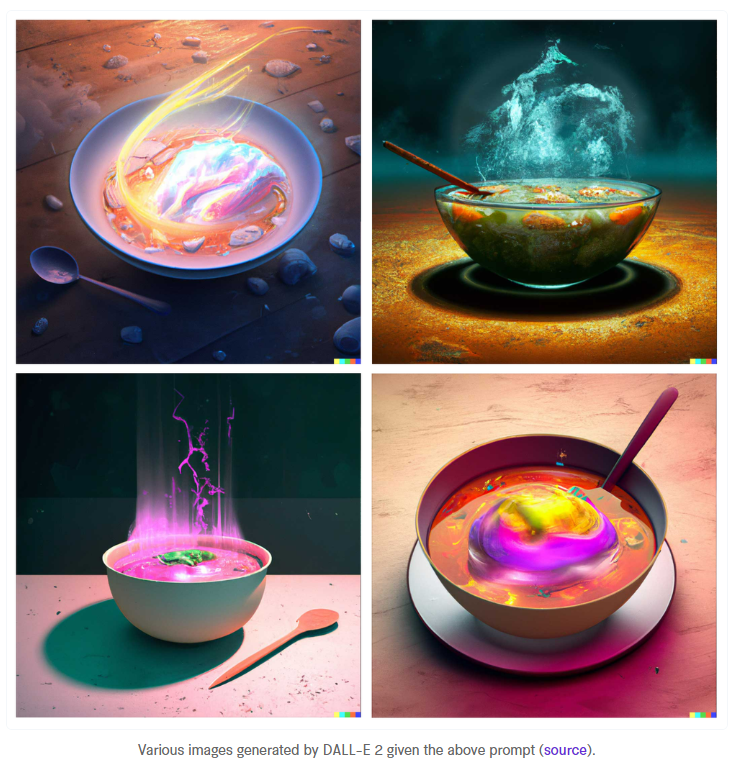 Various images generated by DALL-E 2 given the above prompt (source).